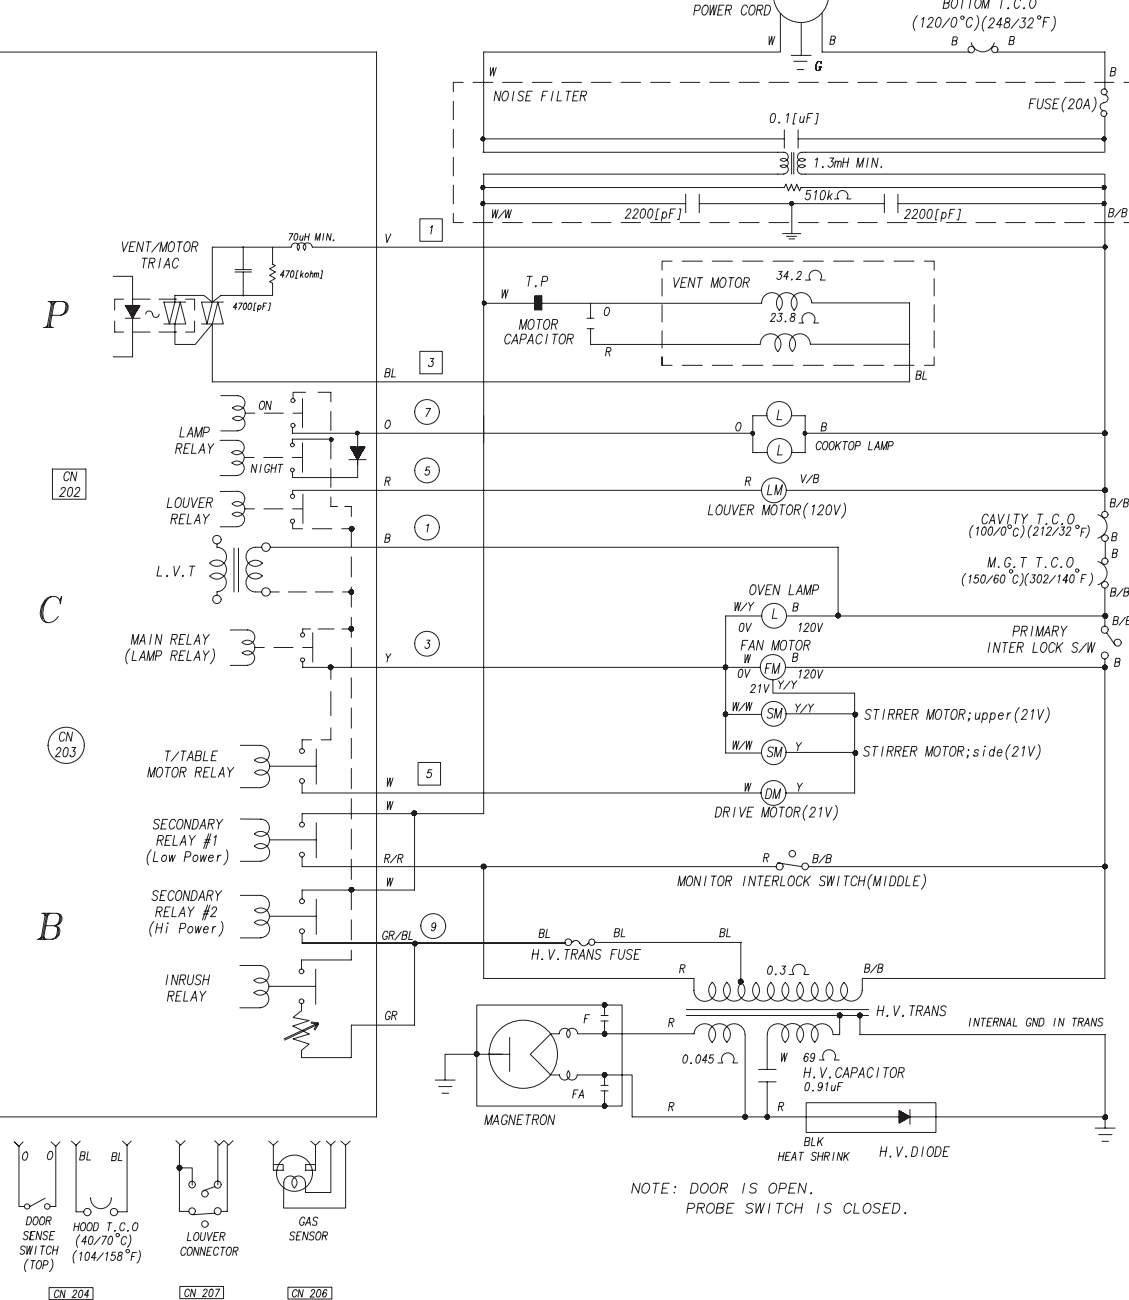 POWER CORD
BOTTOM T.C.O
(120/0°C)(248/32°F)
W
B
B
B
G
W
B
NOISE FILTER
FUSE(20A)
0.1[uF]
1.3mH MIN.
510kΩ
2200[pF]
2200[pF]
W/W
B/B
1
V
70uH MIN.
VENT/MOTOR
TRIAC
470[kohm]
4700[pF]
P
34.2 Ω
VENT MOTOR
T.P
W
O
23.8 Ω
MOTOR
CAPACITOR
R
3
BL
BL
ON
7
O
LAMP
RELAY
L
O
B
L
COOKTOP LAMP
NIGHT
5
R
CN
202
R
LM
V/B
LOUVER MOTOR(120V)
LOUVER
RELAY
B/B
1
B
CAVITY T.C.O
(100/0°C)(212/32°F)
B
B
L.V.T
M.G.T T.C.O
(150/60°C)(302/140°F)
B/B
C
OVEN LAMP
W/Y
L
B
0V
120V
B/B
MAIN RELAY
(LAMP RELAY)
3
Y
PRIMARY
INTER LOCK S/W
FAN MOTOR
W
FM
B
B
0V
120V
21V
Y/Y
W/W
SM
Y/Y
STIRRER MOTOR;upper(21V)
CN
203
W/W
SM
Y
STIRRER MOTOR;side(21V)
T/TABLE
MOTOR RELAY
5
W
W
DM
Y
DRIVE MOTOR(21V)
W
SECONDARY
RELAY #1
(Low Power)
R/R
R
B/B
MONITOR INTERLOCK SWITCH(MIDDLE)
W
SECONDARY
RELAY #2
(Hi Power)
B
9
GR/BL
BL
BL
BL
H.V.TRANS FUSE
INRUSH
RELAY
R
0.3 Ω
B/B
GR
F
R
H.V.TRANS
INTERNAL GND IN TRANS
0.045 Ω
W
69 Ω
H.V.CAPACITOR
0.91uF
FA
MAGNETRON
R
R
BLK
HEAT SHRINK
H.V.DIODE
O
O
BL
BL
NOTE: DOOR IS OPEN.
PROBE SWITCH IS CLOSED.
DOOR
SENSE
SWITCH
(TOP)
HOOD T.C.O
(40/70°C)
(104/158°F)
LOUVER
CONNECTOR
GAS
SENSOR
CN 204
CN 207
CN 206